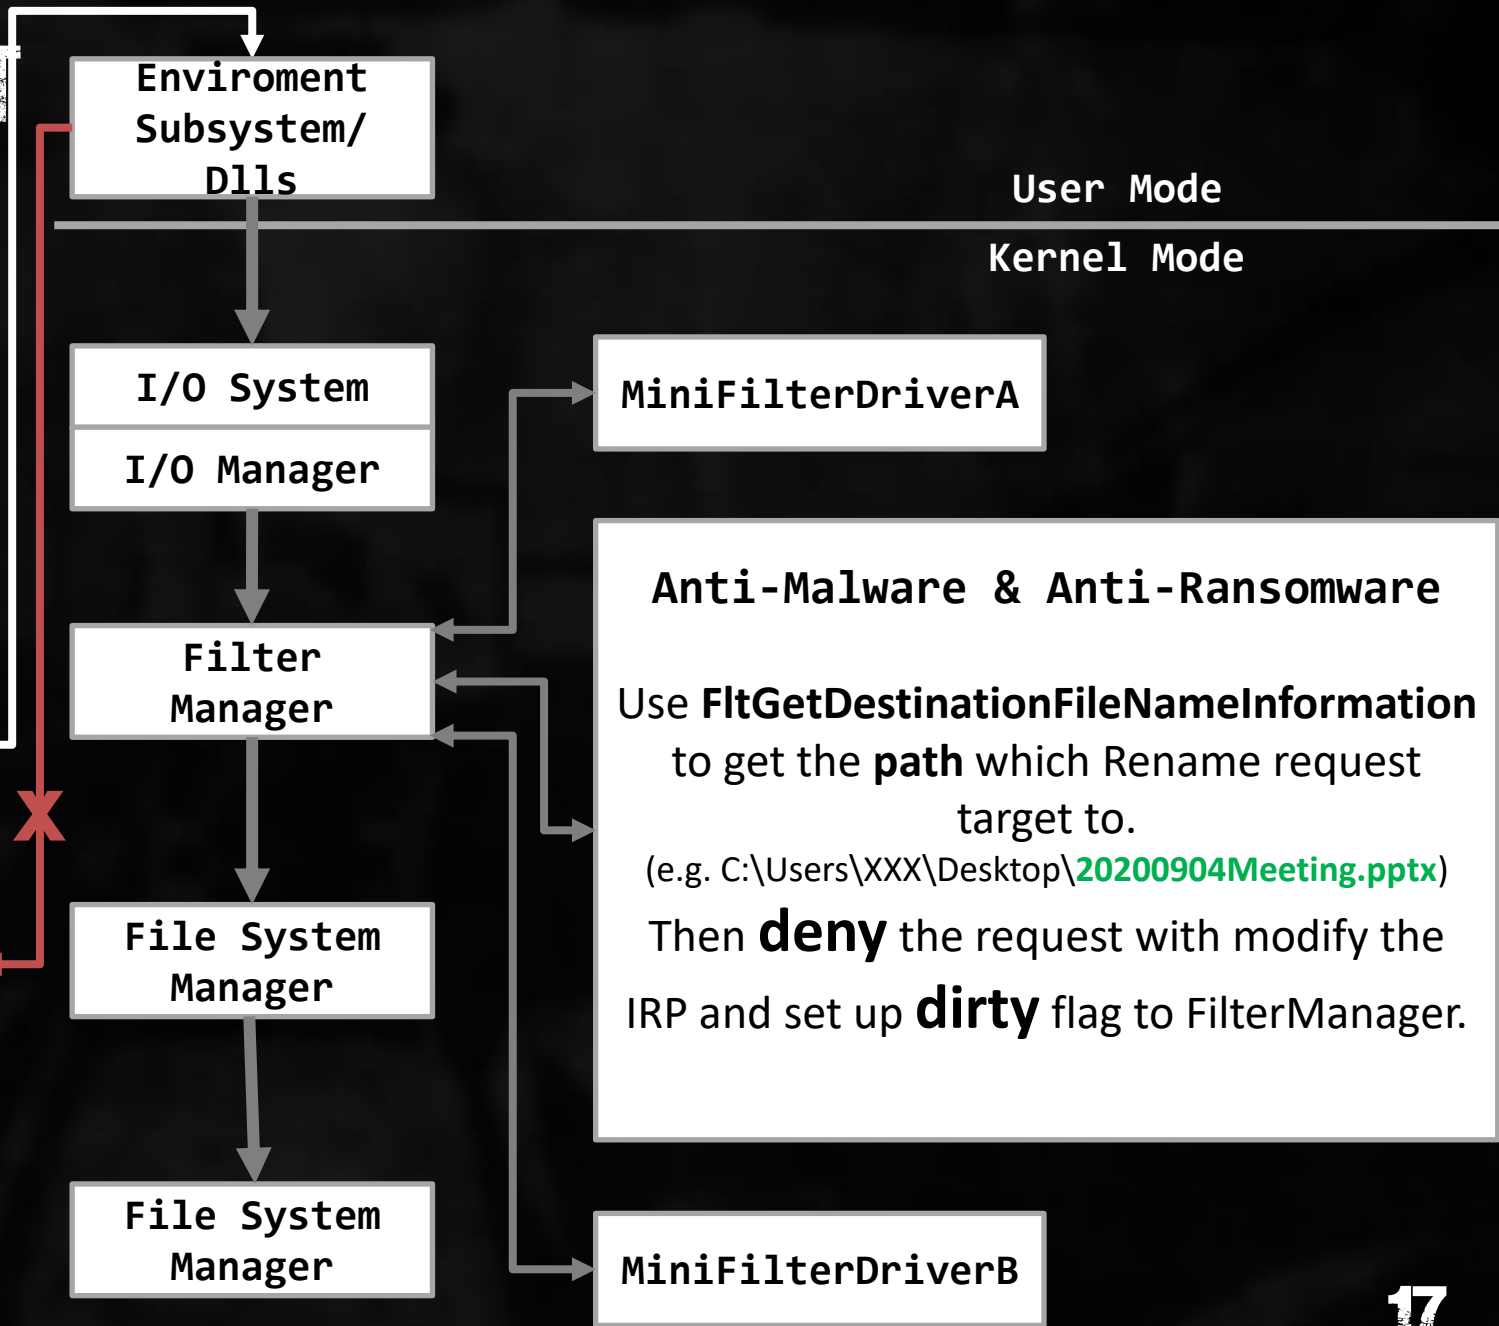 Enviroment
Subsystem/
Dlls
User Mode
Kernel Mode
I/O System
I/O Manager
MiniFilterDriverA
Filter
Manager
Anti-Malware & Anti-Ransomware
Use FltGetDestinationFileNameInformation
to get the path which Rename request
target to.
(e.g. C:\Users\XXX\Desktop\20200904Meeting.pptx)
Then deny the request with modify the
IRP and set up dirty flag to FilterManager.
File System
Manager
File System
Manager
MiniFilterDriverB
17